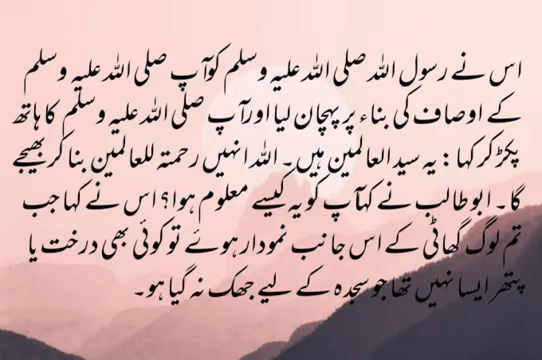 اس نے رسول اللہ صلی اللہ علیہ وسلم کو آپ صلی اللہ علیہ وسلم
کے اوصاف کی بناء پر پہچان لیا اور آپ صلی اللہ علیہ وسلم کا ہاتھ
پکڑ کر کہا: یہ سید العالمین ہیں۔ اللہ انہیں رحمتہ للعالمین بنا کر بھیجے
گا۔ ابو طالب نے کہا آپ کو یہ کیسے معلوم ہوا؟ اس نے کہا جب
تم لوگ گھاٹی کے اس جانب نمودار ہوئے تو کوئی بھی درخت یا
پتھر ایسا نہیں تھا جو سجدہ کے لیے جھک نہ گیا ہو۔